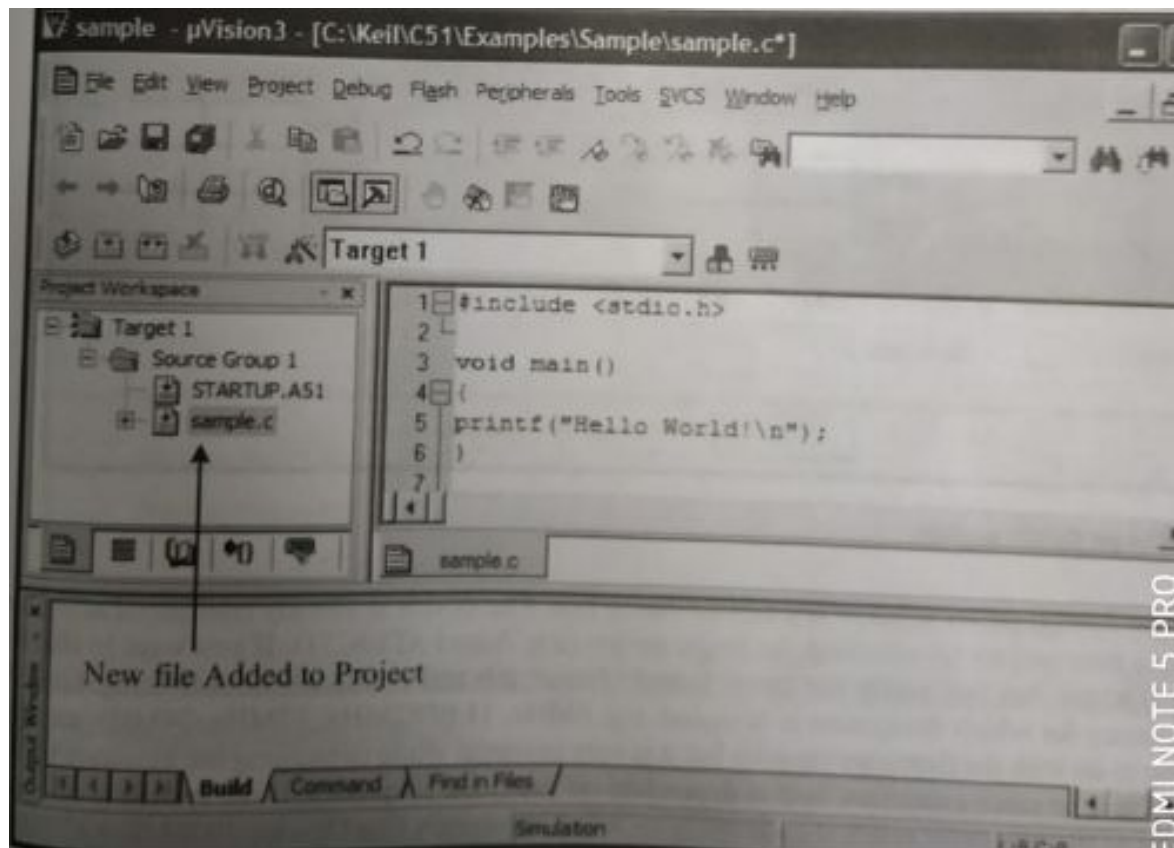 sample - µVision3 - [C:\Keil\C51\Examples\Sample\sample.c*]
File Edit View Project Debug Flash Peripherals Tools SVCS Window Help
Target 1
Project Workspace
Target 1
Source Group 1
STARTUP.A51
sample.c
1 #include <stdio.h>
2
3 void main()
4 {
5 printf("Hello World!\n");
6 }
7
sample.c
New file Added to Project
Output Window
Build Command Find in Files
Simulation
EDMI NOTE 5 PRO